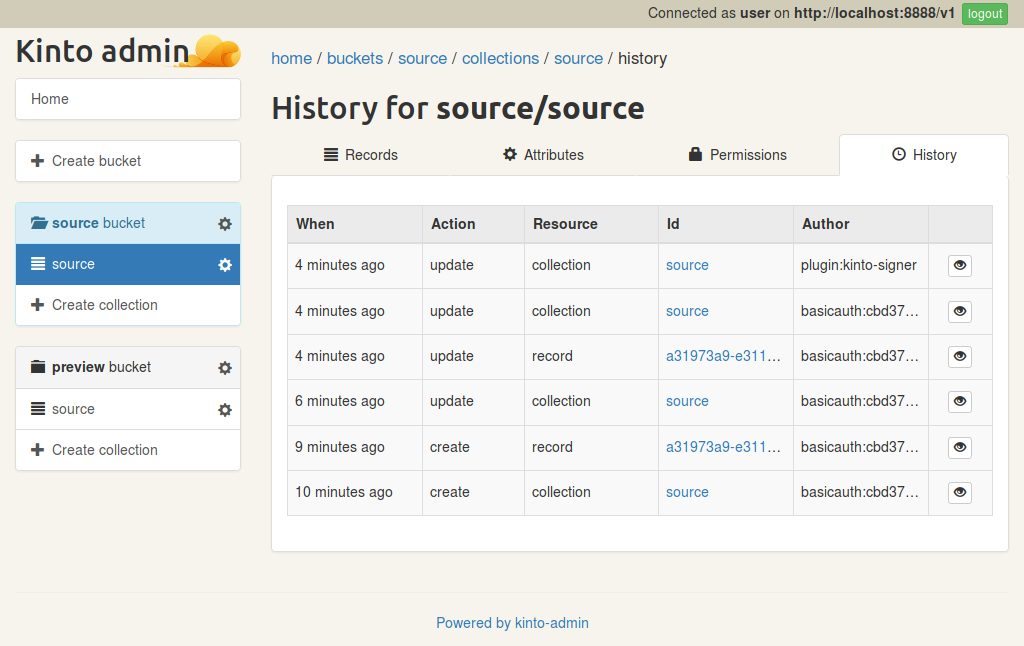 Connected as user on http://localhost:8888/v1 logout
Kinto admin
Home
Create bucket
source bucket
source
Create collection
preview bucket
source
Create collection
home / buckets / source / collections / source / history
History for source/source
Records Attributes Permissions History
When Action Resource Id Author
4 minutes ago update collection source plugin:kinto-signer
4 minutes ago update collection source basicauth:cbd37…
4 minutes ago update record a31973a9-e311… basicauth:cbd37…
6 minutes ago update collection source basicauth:cbd37…
9 minutes ago create record a31973a9-e311… basicauth:cbd37…
10 minutes ago create collection source basicauth:cbd37…
Powered by kinto-admin